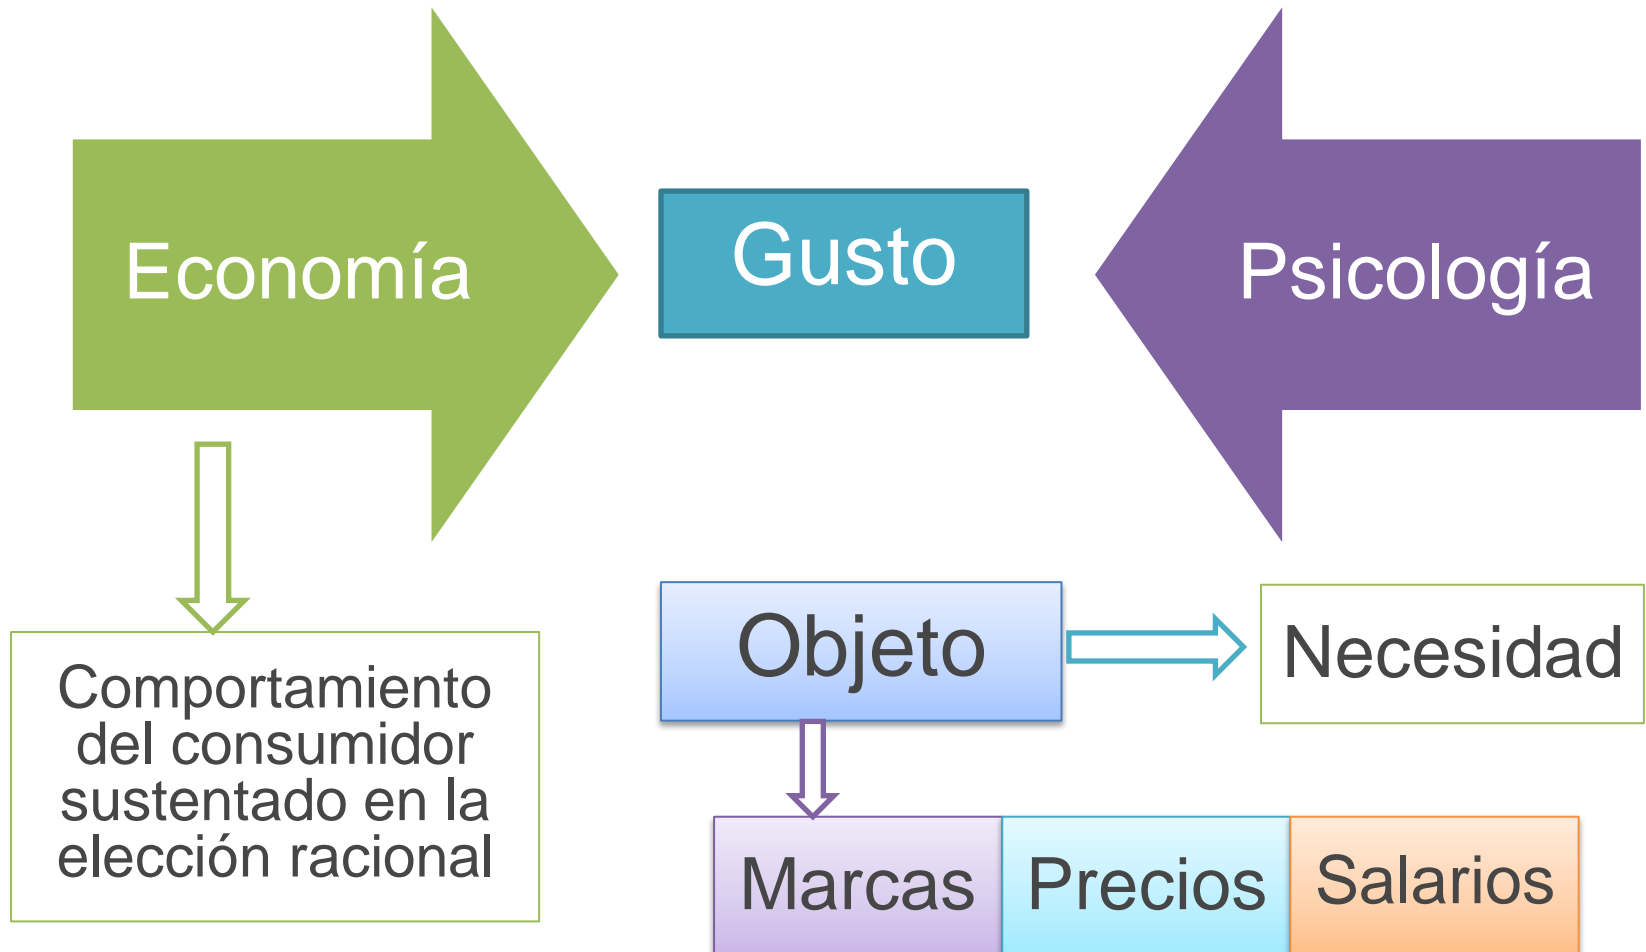 Economía
Gusto
Psicología
Comportamiento
del consumidor
sustentado en la
elección racional
Objeto
Necesidad
Marcas
Precios
Salarios